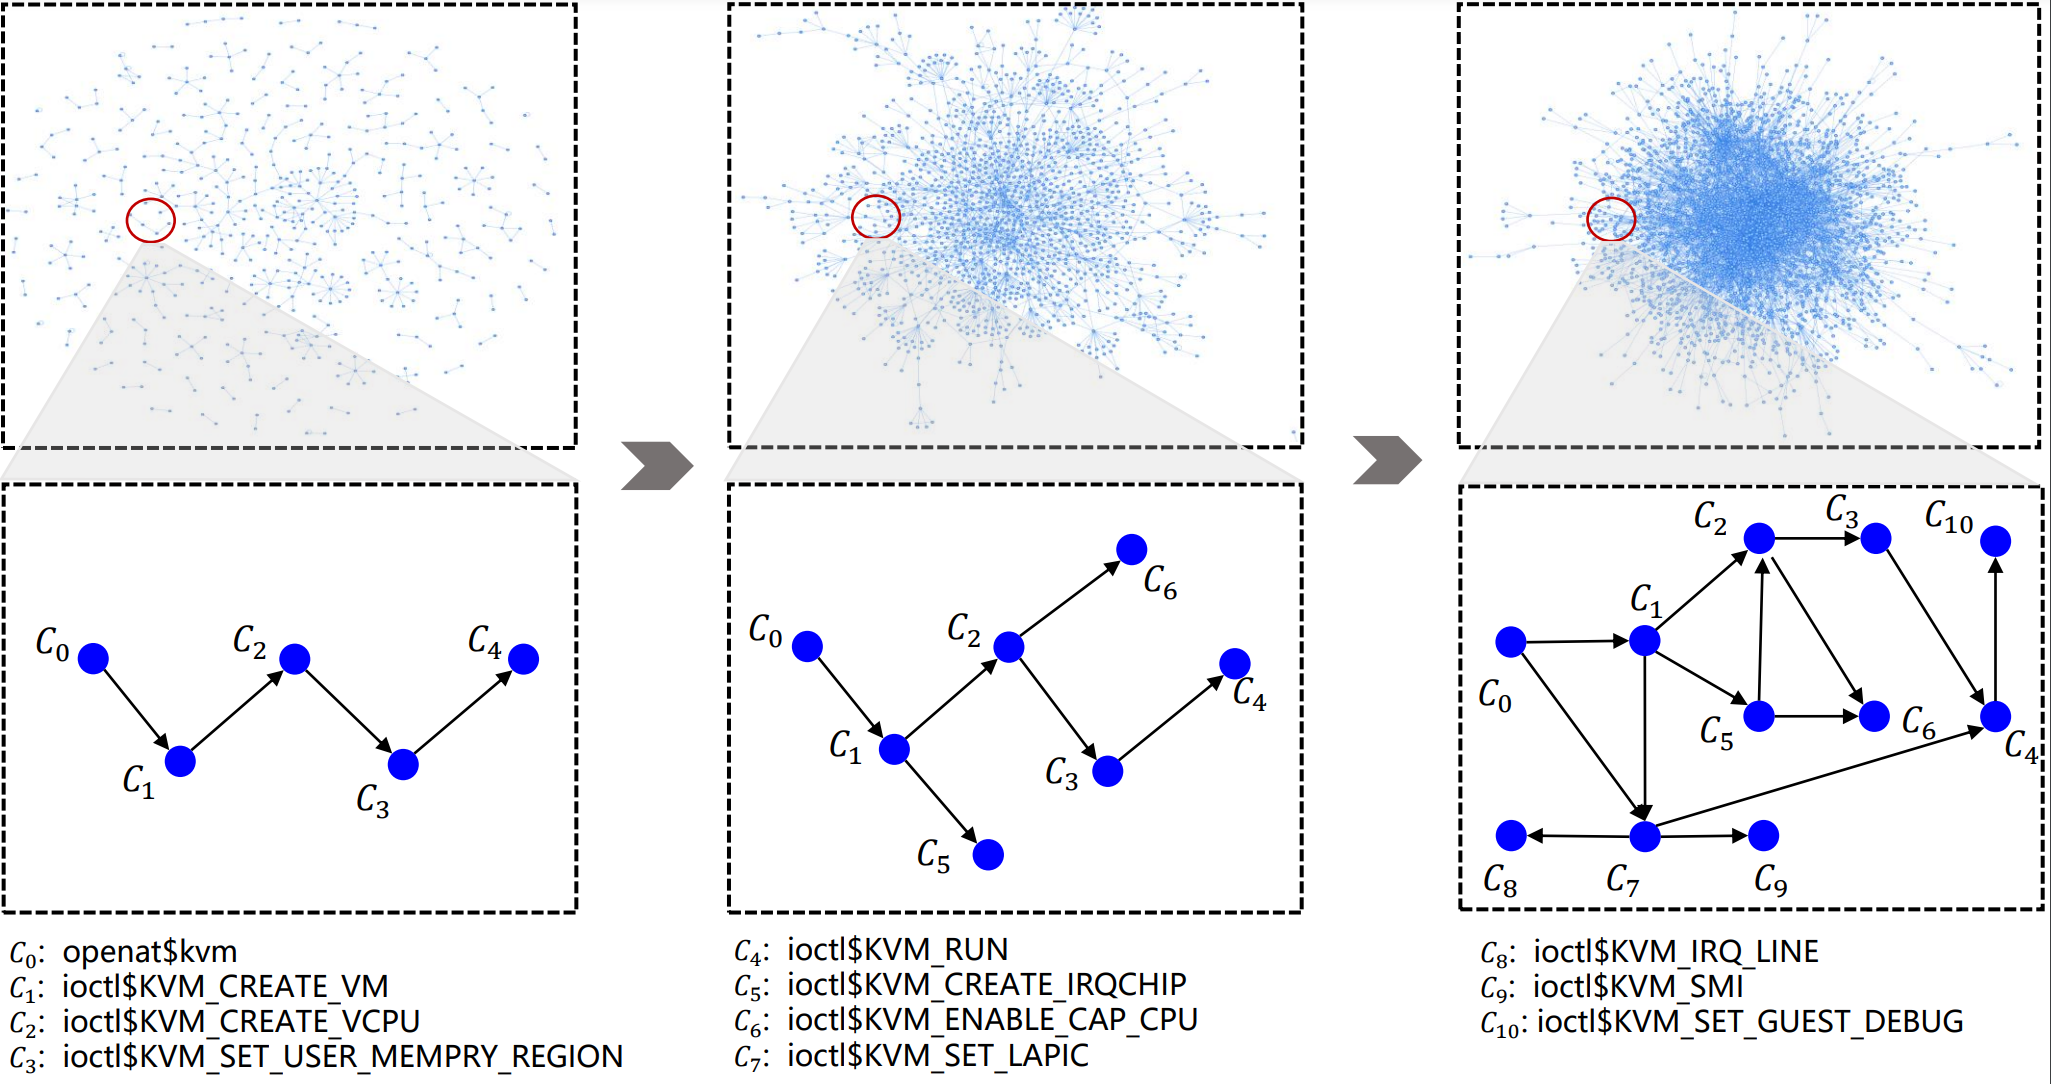 C0
C1
C2
C3
C4
C0
C1
C2
C3
C4
C5
C6
C0
C1
C2
C3
C10
C5
C6
C4
C8
C7
C9
C0: openat$kvm
C1: ioctl$KVM_CREATE_VM
C2: ioctl$KVM_CREATE_VCPU
C3: ioctl$KVM_SET_USER_MEMPRY_REGION
C4: ioctl$KVM_RUN
C5: ioctl$KVM_CREATE_IRQCHIP
C6: ioctl$KVM_ENABLE_CAP_CPU
C7: ioctl$KVM_SET_LAPIC
C8: ioctl$KVM_IRQ_LINE
C9: ioctl$KVM_SMI
C10: ioctl$KVM_SET_GUEST_DEBUG